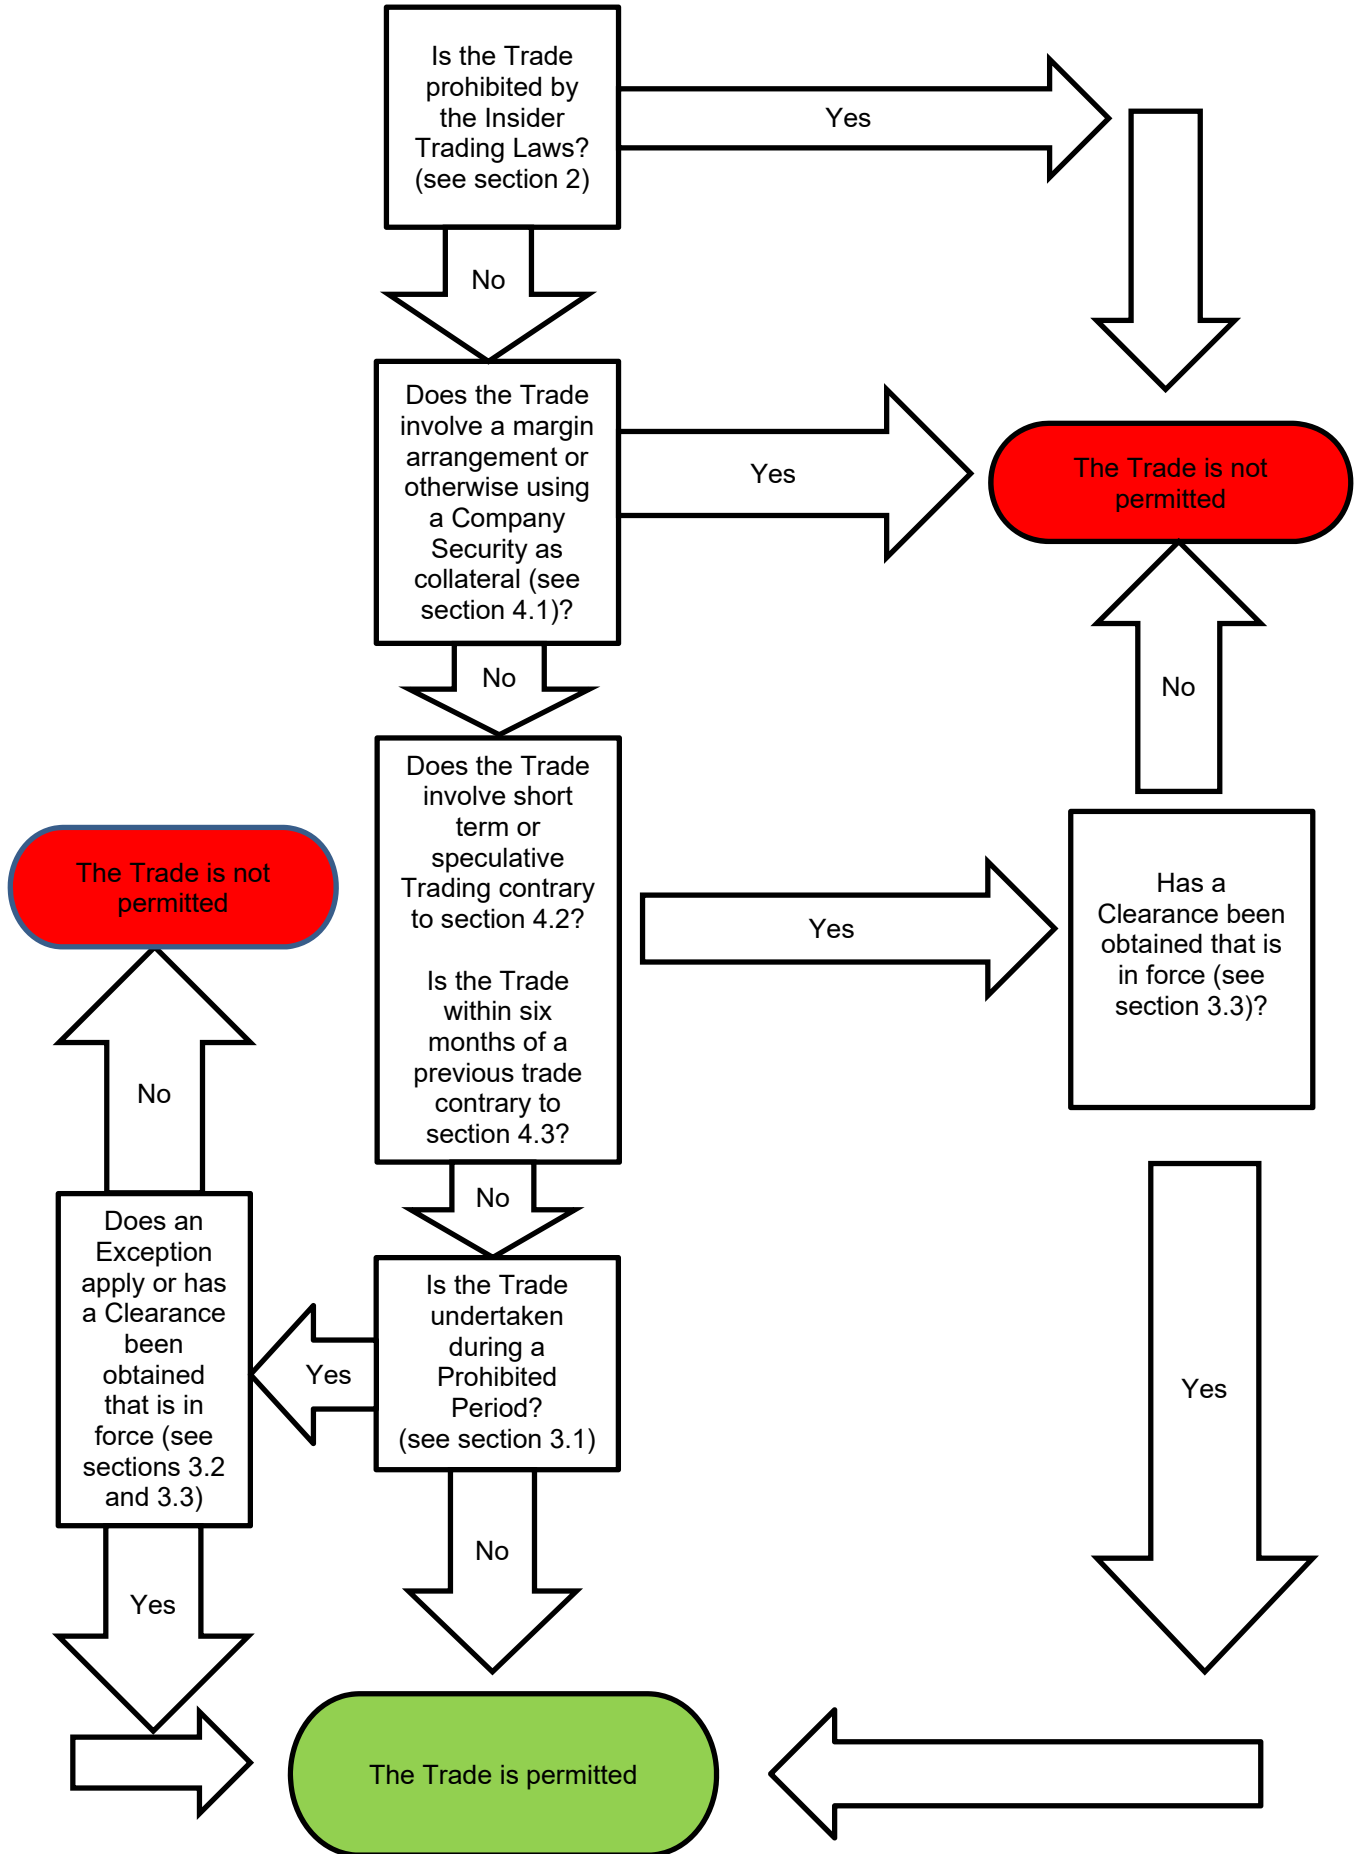 Is the Trade
prohibited by
the Insider
Trading Laws?
(see section 2)
Yes
No
Does the Trade
involve a margin
arrangement or
otherwise using
a Company
Security as
collateral (see
section 4.1)?
Yes
The Trade is not
permitted
No
No
Does the Trade
involve short
term or
speculative
Trading contrary
to section 4.2?
Is the Trade
within six
months of a
previous trade
contrary to
section 4.3?
Yes
Has a
Clearance been
obtained that is
in force (see
section 3.3)?
The Trade is not
permitted
No
No
Does an
Exception
apply or has
a Clearance
been
obtained
that is in
force (see
sections 3.2
and 3.3)
Yes
Is the Trade
undertaken
during a
Prohibited
Period?
(see section 3.1)
Yes
No
Yes
The Trade is permitted